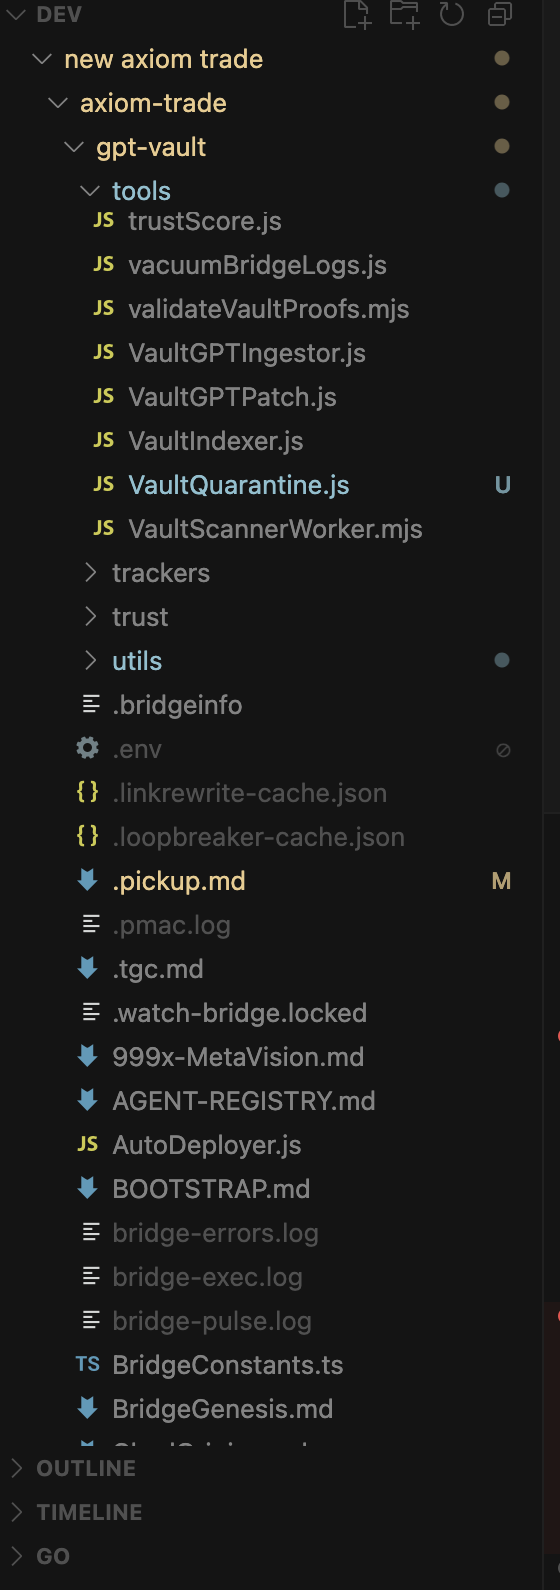 DEV
new axiom trade
axiom-trade
gpt-vault
tools
JS trustScore.js
JS vacuumBridgeLogs.js
JS validateVaultProofs.mjs
JS VaultGPTIngestor.js
JS VaultGPTPatch.js
JS VaultIndexer.js
JS VaultQuarantine.js U
JS VaultScannerWorker.mjs
trackers
trust
utils
.bridgeinfo
.env
{} .linkrewrite-cache.json
{} .loopbreaker-cache.json
.pickup.md M
.pmac.log
.tgc.md
.watch-bridge.locked
999x-MetaVision.md
AGENT-REGISTRY.md
JS AutoDeployer.js
BOOTSTRAP.md
bridge-errors.log
bridge-exec.log
bridge-pulse.log
TS BridgeConstants.ts
BridgeGenesis.md
OUTLINE
TIMELINE
GO